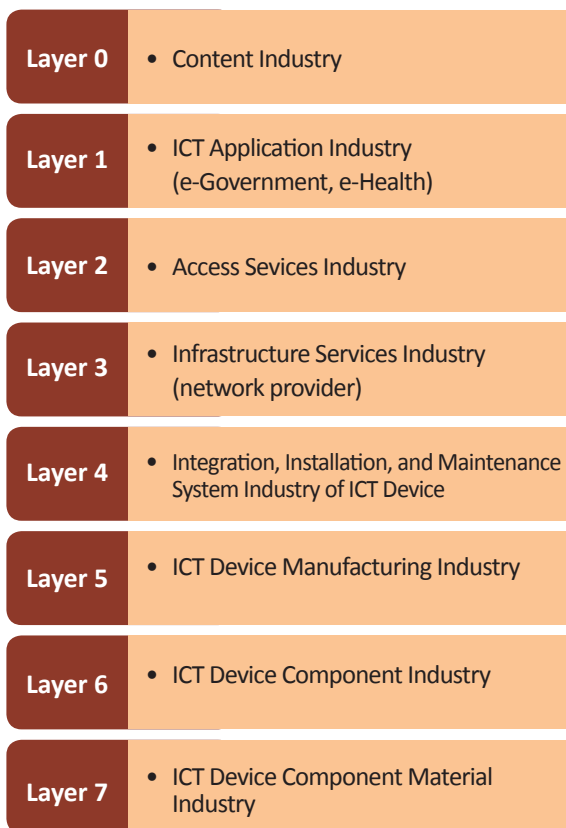 Layer 0
• Content Industry
Layer 1
• ICT Application Industry
(e-Government, e-Health)
Layer 2
• Access Sevices Industry
Layer 3
• Infrastructure Services Industry
(network provider)
Layer 4
• Integration, Installation, and Maintenance
System Industry of ICT Device
Layer 5
• ICT Device Manufacturing Industry
Layer 6
• ICT Device Component Industry
Layer 7
• ICT Device Component Material
Industry